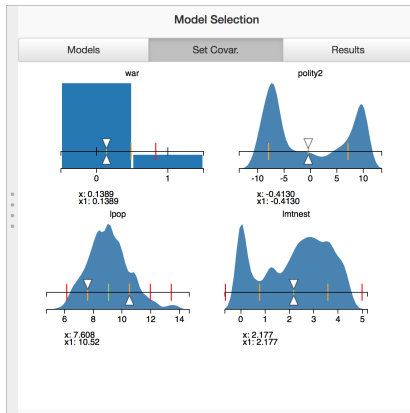 Model Selection
Models Set Covar. Results
war
0 1
x: 0.1389
x1: 0.1389
polity2
-10 -5 0 5 10
x: -0.4130
x1: -0.4130
lpop
6 8 10 12 14
x: 7.608
x1: 10.52
lmtnest
0 1 2 3 4 5
x: 2.177
x1: 2.177